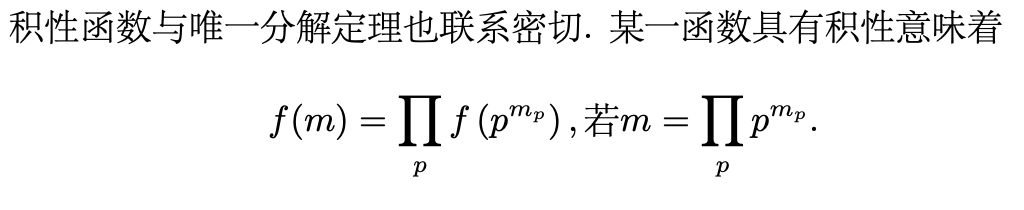 积性函数与唯一分解定理也联系密切. 某一函数具有积性意味着
f(m) = ∏_p f(p^{m_p}), 若m = ∏_p p^{m_p}.